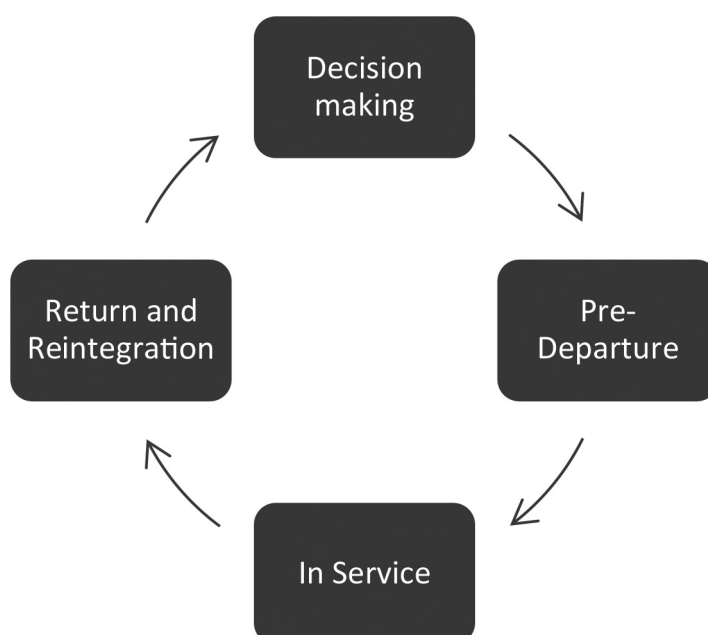 Decision
making
Pre-
Departure
In Service
Return and
Reintegration